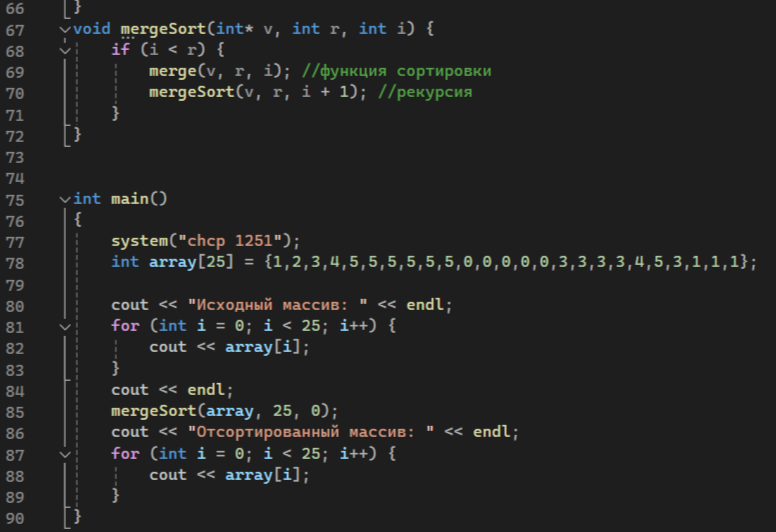 66 }
67 void mergeSort(int* v, int r, int i) {
68 if (i < r) {
69 merge(v, r, i); //функция сортировки
70 mergeSort(v, r, i + 1); //рекурсия
71 }
72 }
73
74
75 int main()
76 {
77 system("chcp 1251");
78 int array[25] = {1,2,3,4,5,5,5,5,5,5,0,0,0,0,0,3,3,3,3,4,5,3,1,1,1};
79
80 cout << "Исходный массив: " << endl;
81 for (int i = 0; i < 25; i++) {
82 cout << array[i];
83 }
84 cout << endl;
85 mergeSort(array, 25, 0);
86 cout << "Отсортированный массив: " << endl;
87 for (int i = 0; i < 25; i++) {
88 cout << array[i];
89 }
90 }